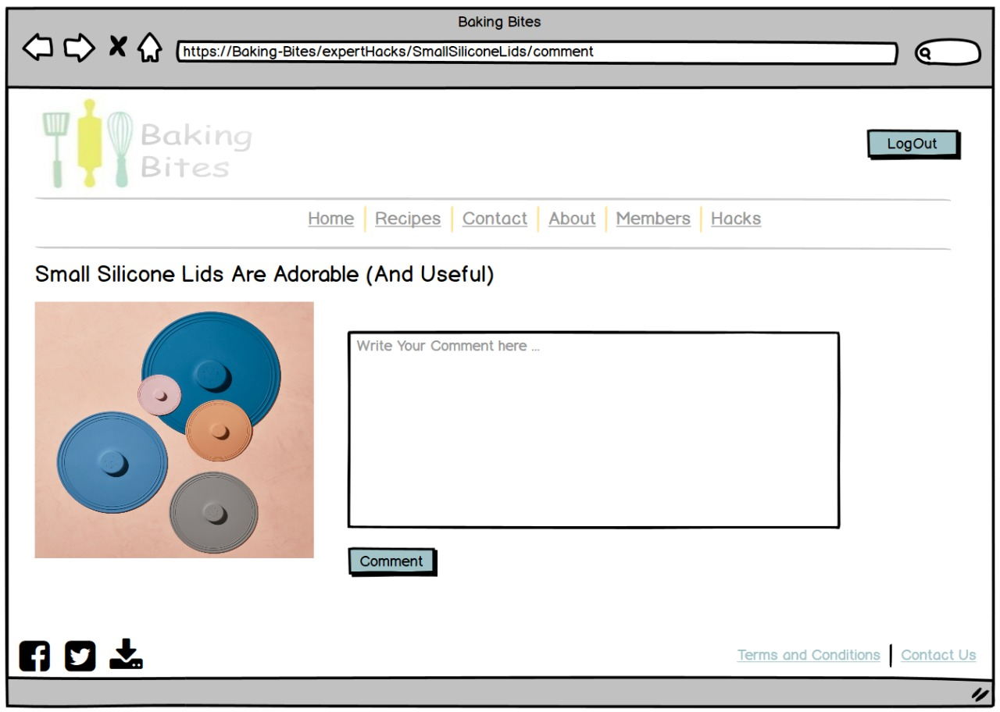 Baking Bites
https://Baking-Bites/expertHacks/SmallSiliconeLids/comment
Baking
Bites
LogOut
Home Recipes Contact About Members Hacks
Small Silicone Lids Are Adorable (And Useful)
Write Your Comment here ...
Comment
Terms and Conditions Contact Us